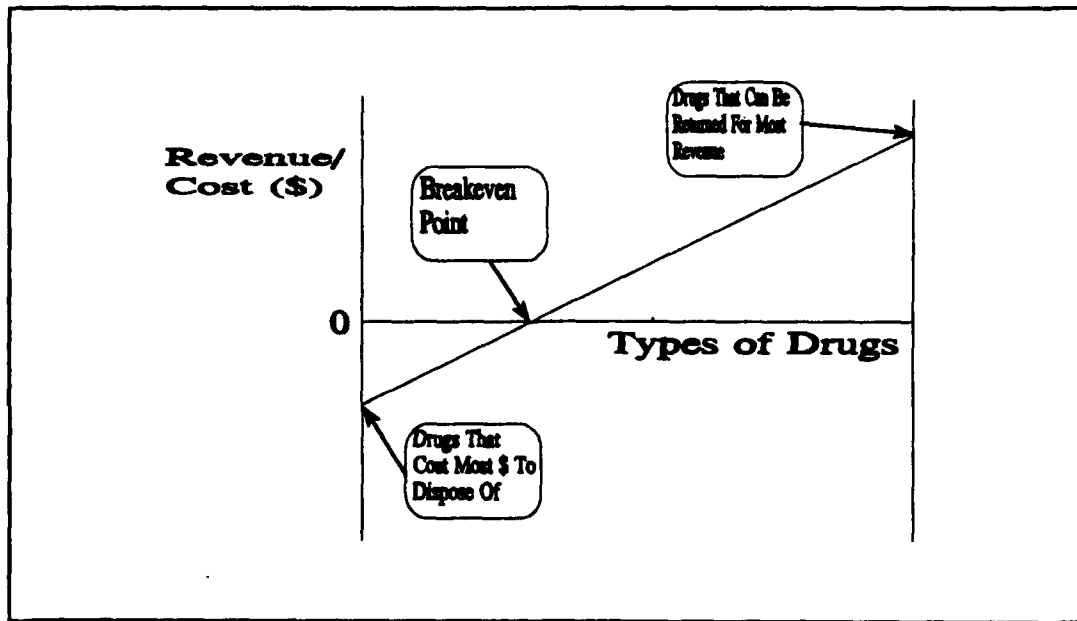 Drugs That Can Be
Returned For Most
Revenue
Revenue/
Cost ($)
Breakeven
Point
0
Types of Drugs
Drugs That
Cost Most $ To
Dispose Of